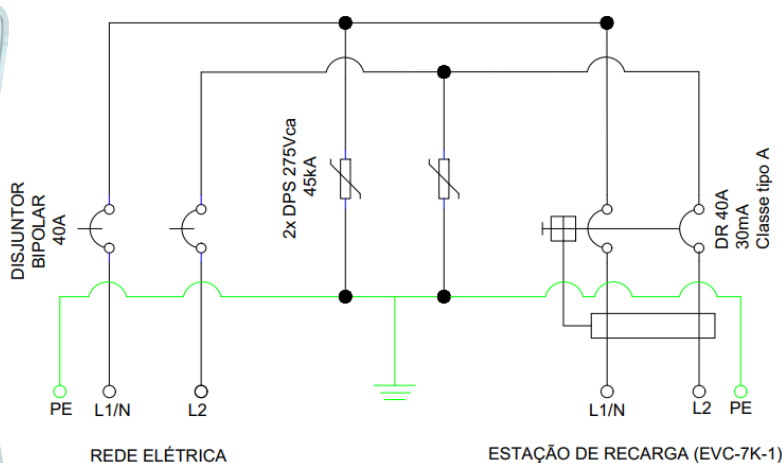 DISJUNTOR
BIPOLAR
40A
2x DPS 275Vca
45kA
DR 40A
30mA
Classe tipo A
PE
L1/N
L2
L1/N
L2
PE
REDE ELÉTRICA
ESTAÇÃO DE RECARGA (EVC-7K-1)